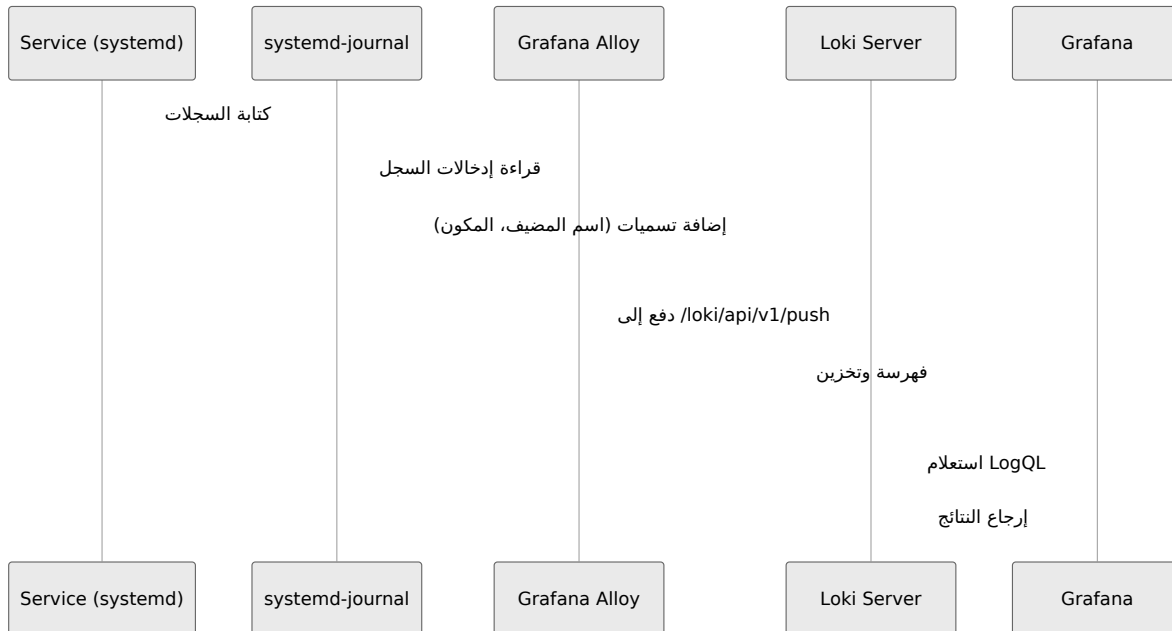 Service (systemd)
systemd-journal
Grafana Alloy
Loki Server
Grafana
كتابة السجلات
قراءة إدخالات السجل
إضافة تسميات (اسم المضيف، المكون)
دفع إلى /loki/api/v1/push
فهرسة وتخزين
استعلام LogQL
إرجاع النتائج
Service (systemd)
systemd-journal
Grafana Alloy
Loki Server
Grafana